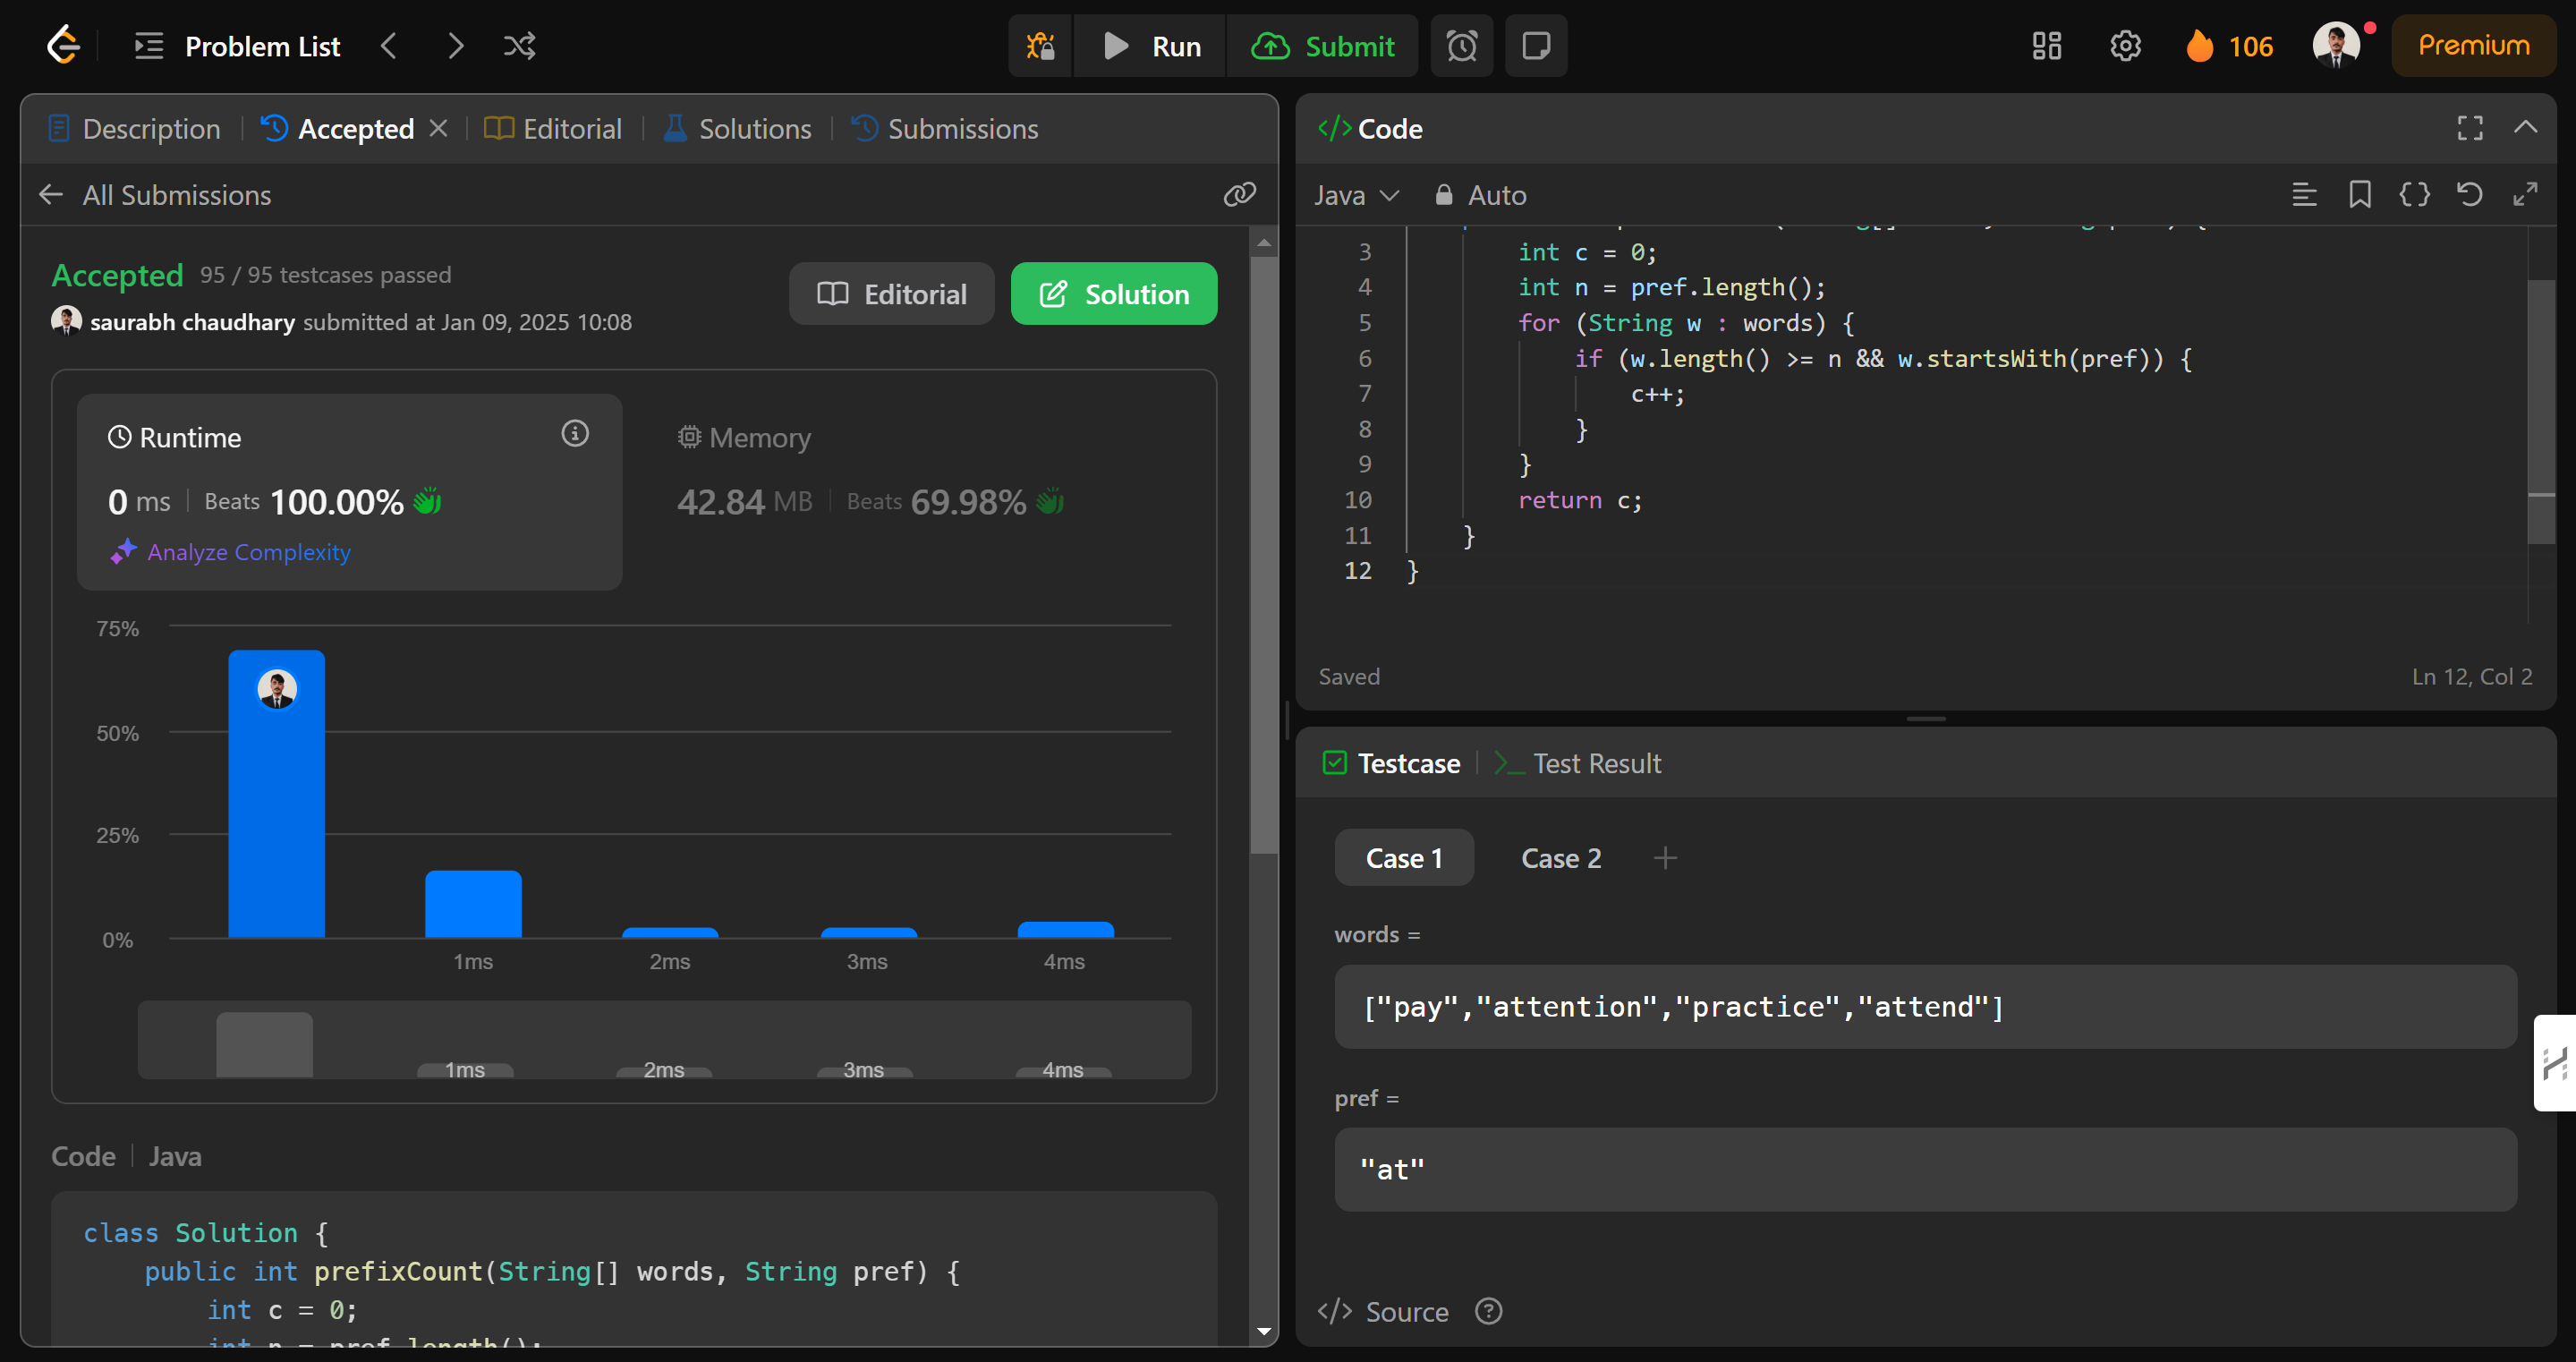 Problem List
Run
Submit
106
Premium
Description
Accepted
Editorial
Solutions
Submissions
All Submissions
Accepted 95 / 95 testcases passed
saurabh chaudhary submitted at Jan 09, 2025 10:08
Editorial
Solution
Runtime
0 ms Beats 100.00%
Analyze Complexity
Memory
42.84 MB Beats 69.98%
75%
50%
25%
0%
1ms 2ms 3ms 4ms
1ms 2ms 3ms 4ms
Code Java
class Solution {
public int prefixCount(String[] words, String pref) {
int c = 0;
int n = pref.length();
</> Code
Java Auto
3 int c = 0;
4 int n = pref.length();
5 for (String w : words) {
6 if (w.length() >= n && w.startsWith(pref)) {
7 c++;
8 }
9 }
10 return c;
11 }
12 }
Saved
Ln 12, Col 2
Testcase
Test Result
Case 1 Case 2 +
words =
["pay","attention","practice","attend"]
pref =
"at"
</> Source